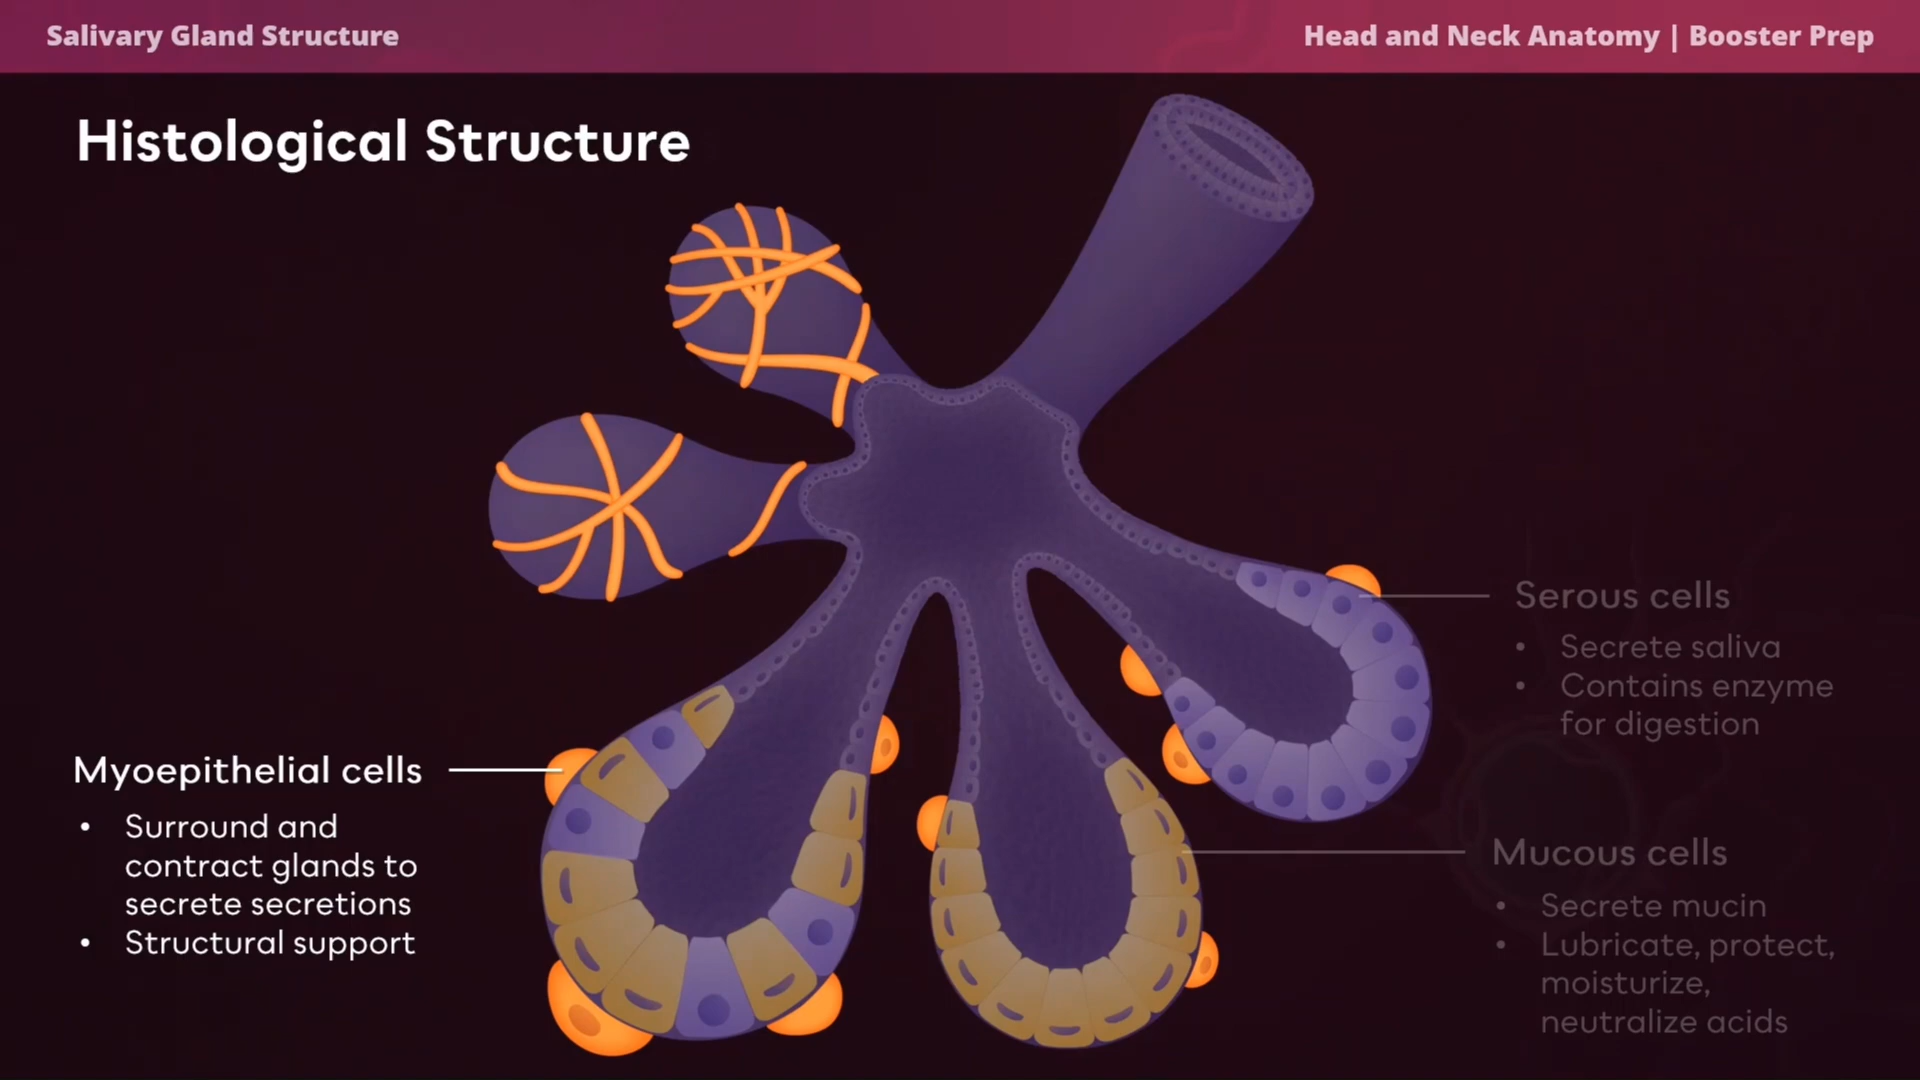 Salivary Gland Structure
Head and Neck Anatomy | Booster Prep
Histological Structure
Myoepithelial cells
• Surround and
contract glands to
secrete secretions
• Structural support
Serous cells
• Secrete saliva
• Contains enzyme
for digestion
Mucous cells
• Secrete mucin
• Lubricate, protect,
moisturize,
neutralize acids